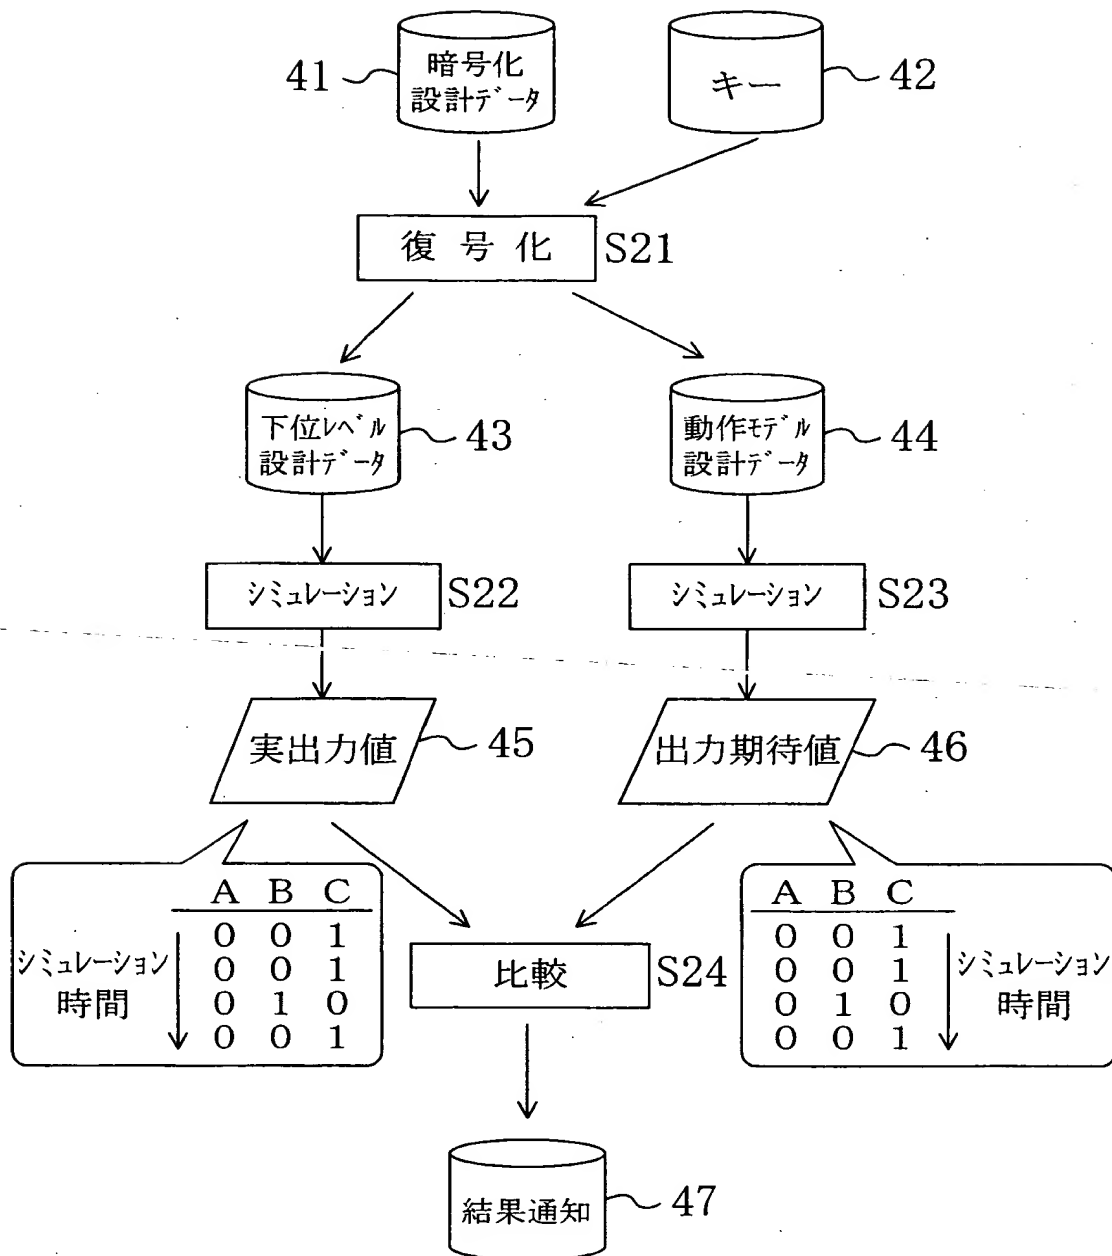 41
暗号化
設計データ
キー
42
復号化
S21
下位レベル
設計データ
43
動作モデル
設計データ
44
シミュレーション
S22
シミュレーション
S23
実出力値
45
出力期待値
46
A B C
0 0 1
0 0 1
0 1 0
0 0 1
シミュレーション
時間
比較
S24
A B C
0 0 1
0 0 1
0 1 0
0 0 1
シミュレーション
時間
結果通知
47